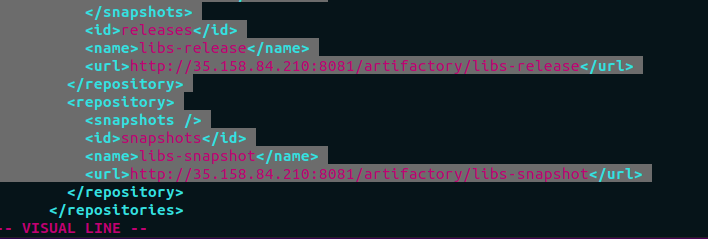 </snapshots>
<id>releases</id>
<name>libs-release</name>
<url>http://35.158.84.210:8081/artifactory/libs-release</url>
</repository>
<repository>
<snapshots />
<id>snapshots</id>
<name>libs-snapshot</name>
<url>http://35.158.84.210:8081/artifactory/libs-snapshot</url>
</repository>
</repositories>
-- VISUAL LINE --